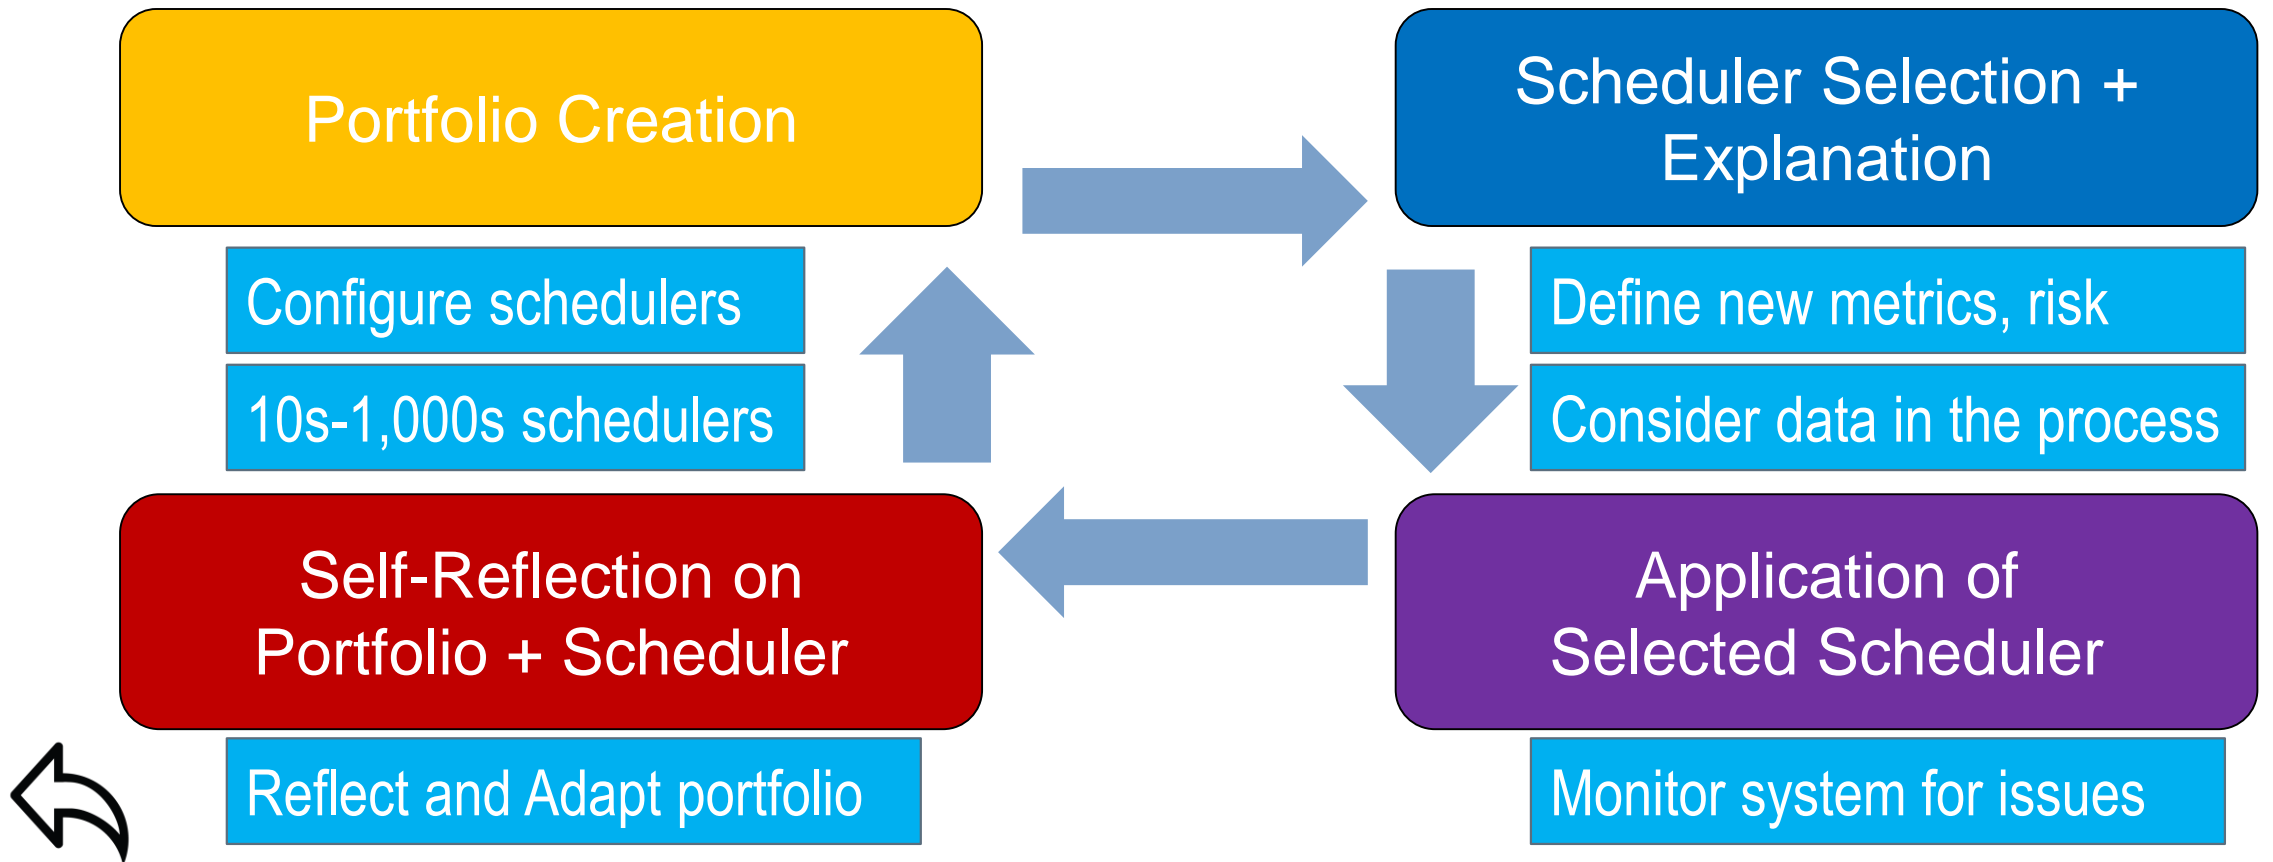 Portfolio Creation
Configure schedulers
10s-1,000s schedulers
Scheduler Selection +
Explanation
Define new metrics, risk
Consider data in the process
Application of
Selected Scheduler
Monitor system for issues
Self-Reflection on
Portfolio + Scheduler
Reflect and Adapt portfolio